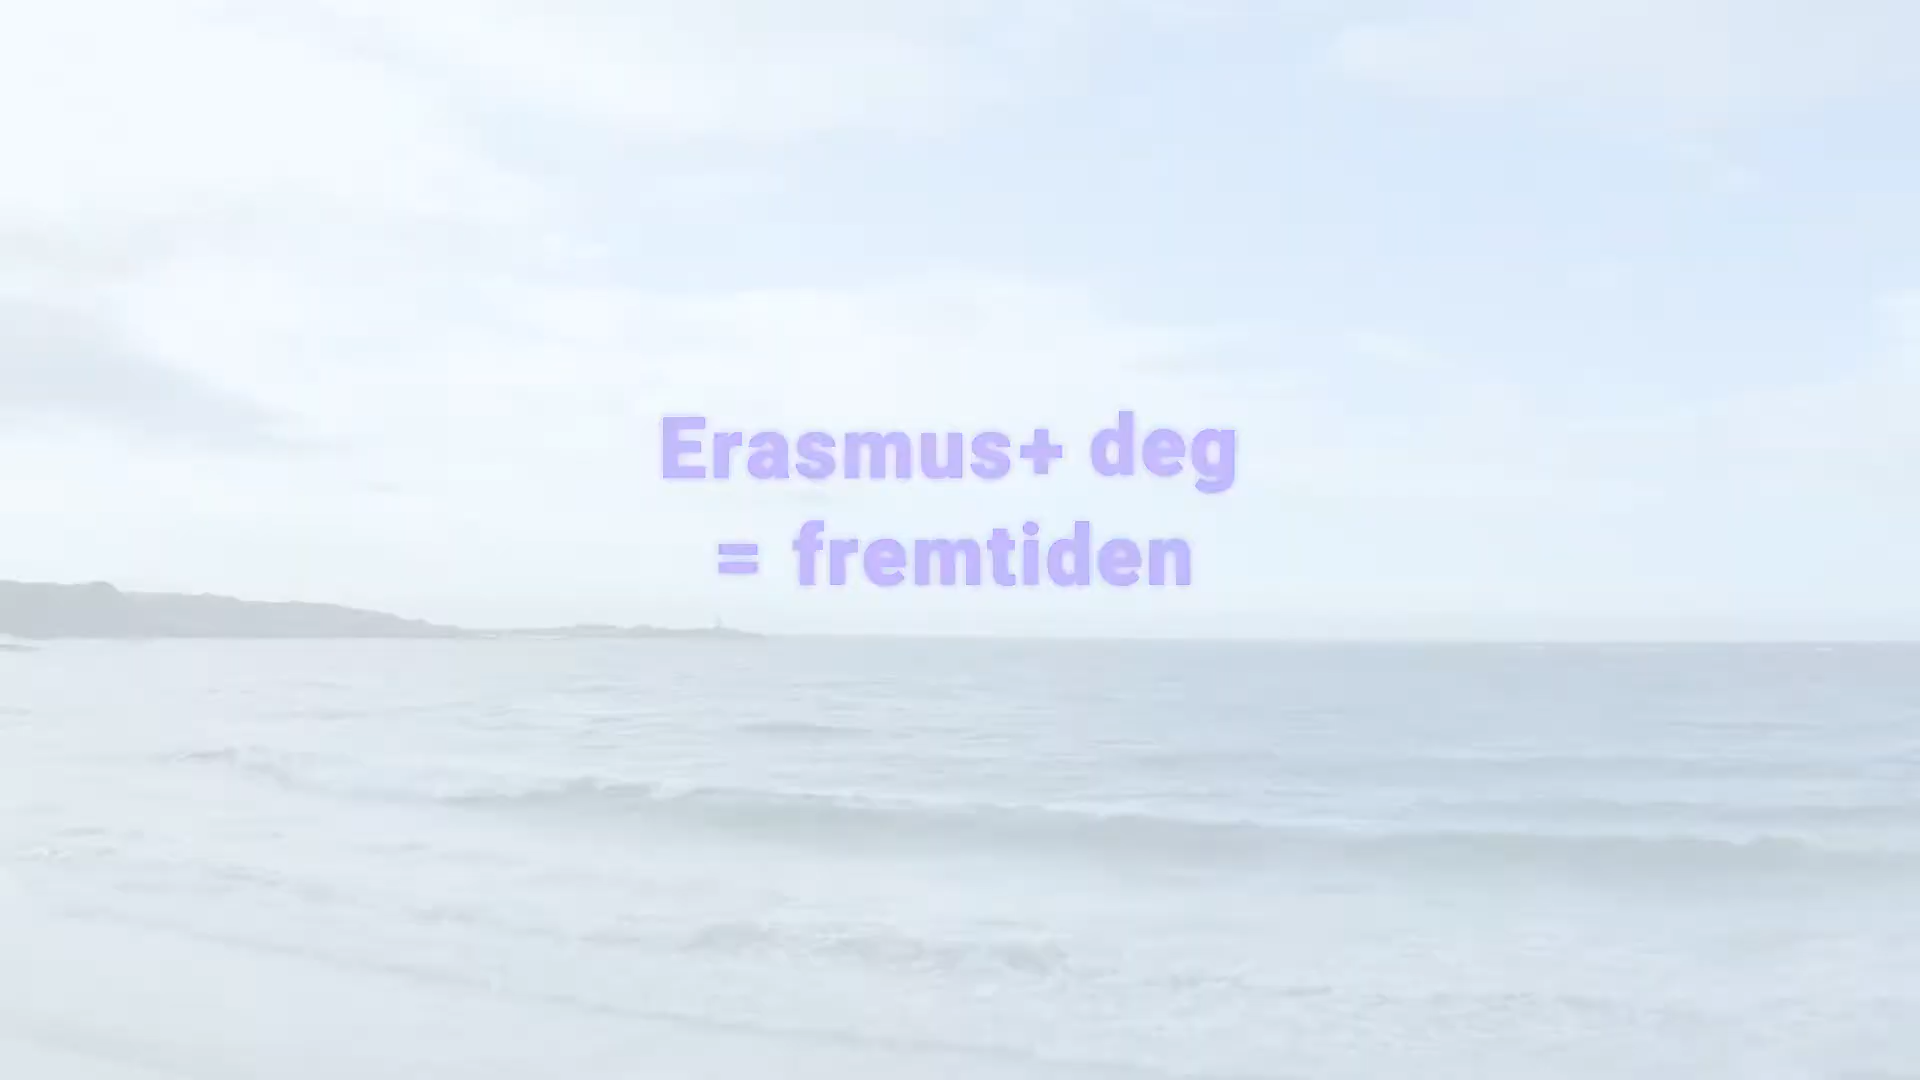 Erasmus+ deg
= fremtiden